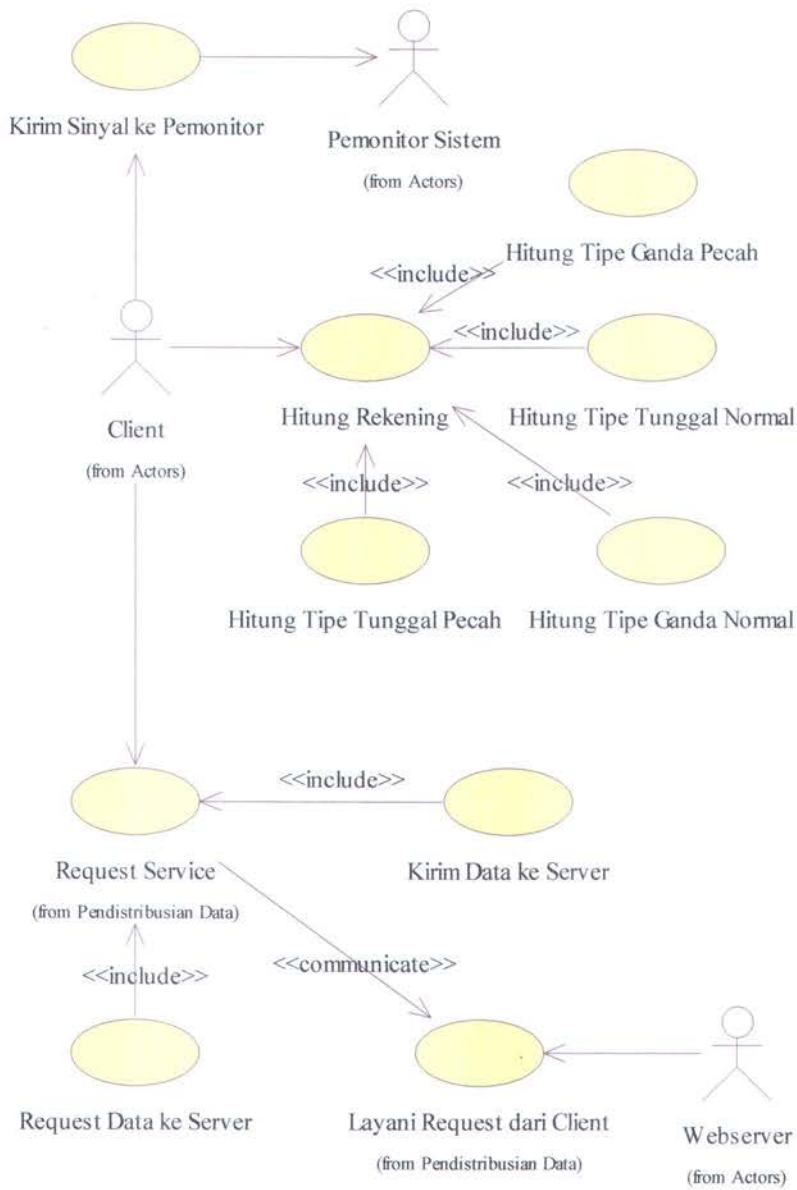 Kirim Sinyal ke Pemonitor
Pemonitor Sistem
(from Actors)
Hitung Tipe Ganda Pecah
<<include>>
<<include>>
Client
(from Actors)
Hitung Rekening
Hitung Tipe Tunggal Normal
<<include>>
<<include>>
Hitung Tipe Tunggal Pecah
Hitung Tipe Ganda Normal
<<include>>
Request Service
(from Pendistribusian Data)
Kirim Data ke Server
<<include>>
<<communicate>>
Request Data ke Server
Layani Request dari Client
(from Pendistribusian Data)
Webserver
(from Actors)